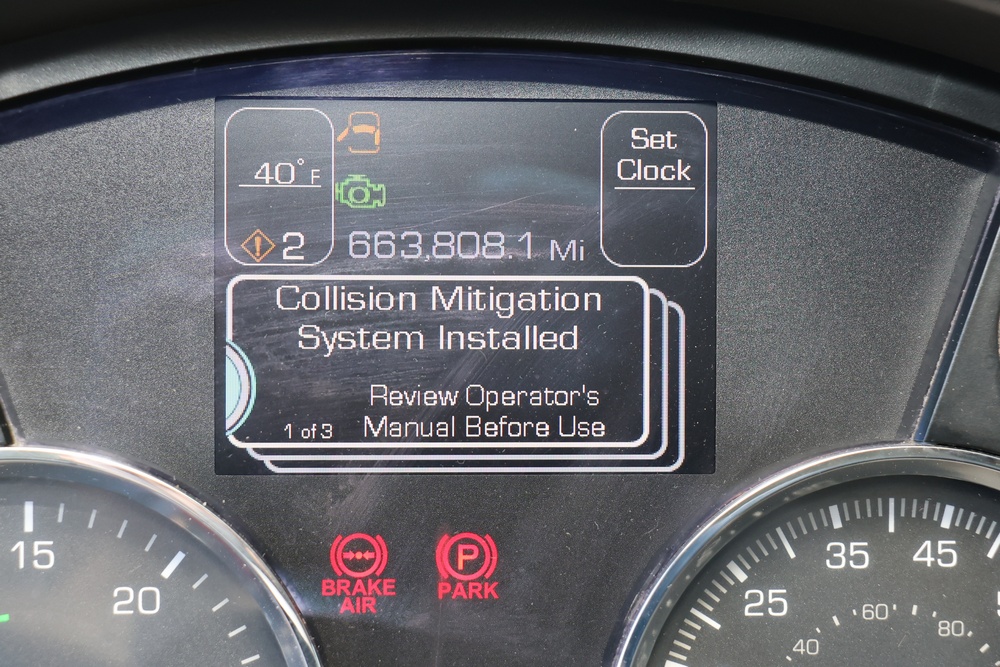 40°F
2
663,808.1 Mi
Set
Clock
Collision Mitigation
System Installed
Review Operator's
1 of 3 Manual Before Use
BRAKE
AIR
P
PARK
15
20
25
35
45
40
60
80